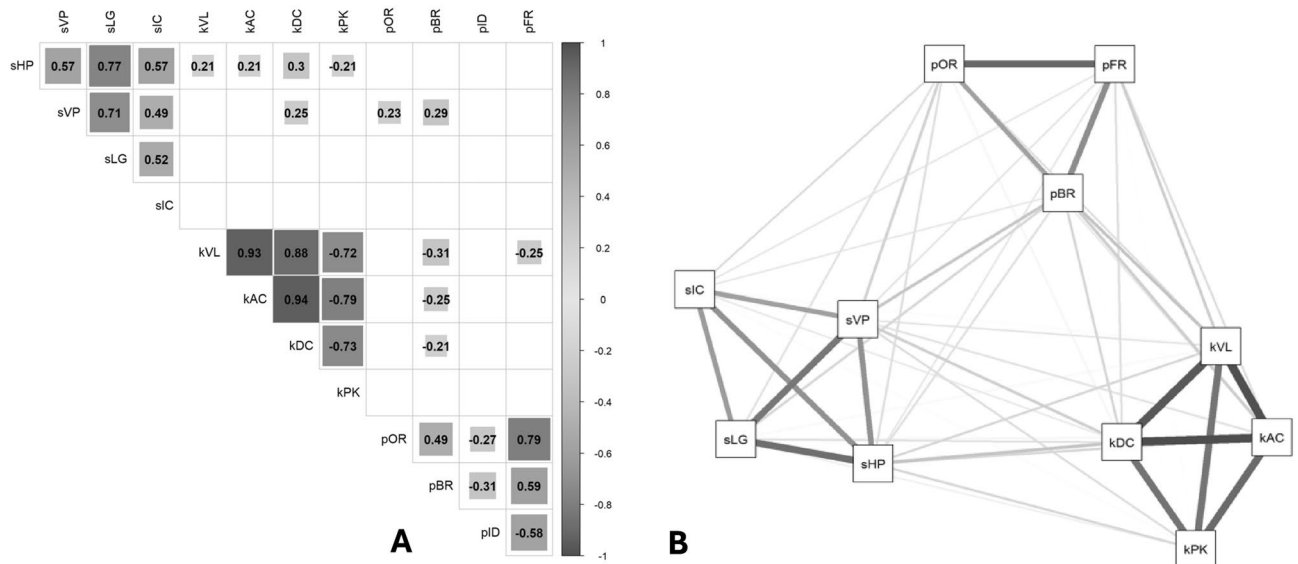 sVP sLG sIC kVL kAC kDC kPK pOR pBR pID pFR
sHP 0.57 0.77 0.57 0.21 0.21 0.3 -0.21
sVP 0.71 0.49 0.25 0.23 0.29
sLG 0.52
sIC
kVL 0.93 0.88 -0.72 -0.31 -0.25
kAC 0.94 -0.79 -0.25
kDC -0.73 -0.21
kPK
pOR 0.49 -0.27 0.79
pBR -0.31 0.59
pID -0.58
1
0.8
0.6
0.4
0.2
0
-0.2
-0.4
-0.6
-0.8
-1
A
pOR pFR
pBR
sIC
sVP
kVL
sLG kDC kAC
sHP
kPK
B